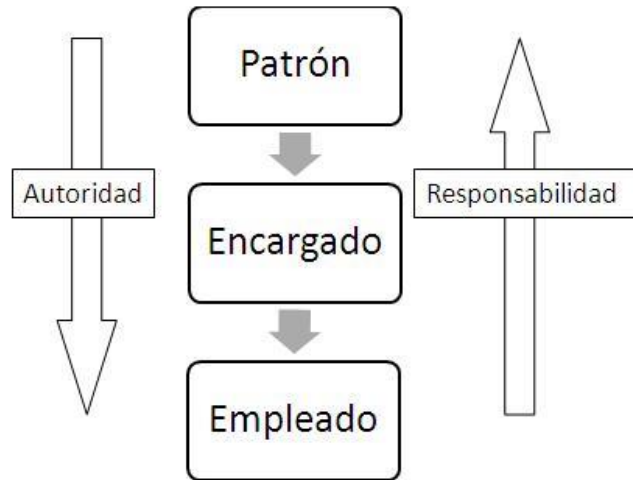 Patrón
Autoridad
Responsabilidad
Encargado
Empleado